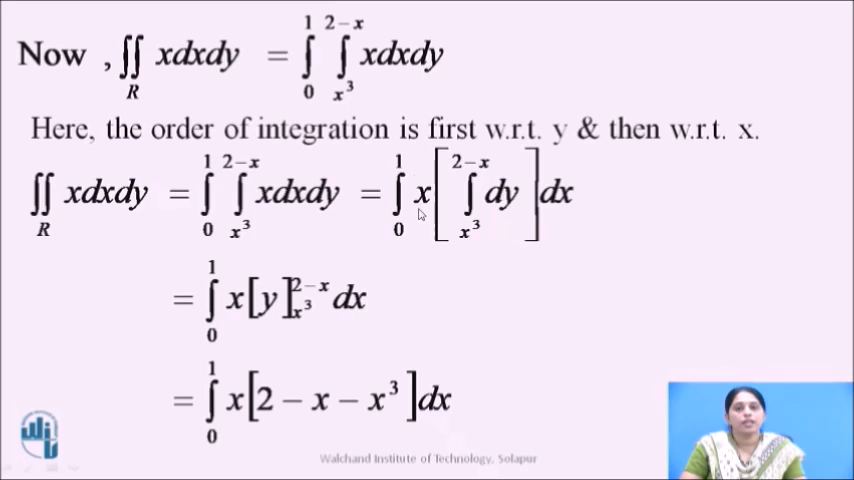 Now , ∬_R xdxdy = ∫_0^1 ∫_{x^3}^{2−x} xdxdy
Here, the order of integration is first w.r.t. y & then w.r.t. x.
∬_R xdxdy = ∫_0^1 ∫_{x^3}^{2−x} xdxdy = ∫_0^1 x[ ∫_{x^3}^{2−x} dy ]dx
= ∫_0^1 x[y]_{x^3}^{2−x} dx
= ∫_0^1 x[2 − x − x^3]dx
Walchand Institute of Technology, Solapur